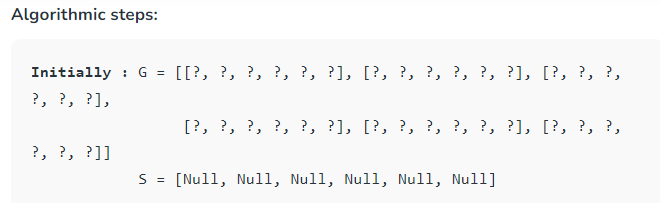 Algorithmic steps:
Initially : G = [[?, ?, ?, ?, ?, ?], [?, ?, ?, ?, ?, ?], [?, ?, ?,
?, ?, ?],
[?, ?, ?, ?, ?, ?], [?, ?, ?, ?, ?, ?], [?, ?, ?,
?, ?, ?]]
S = [Null, Null, Null, Null, Null, Null]